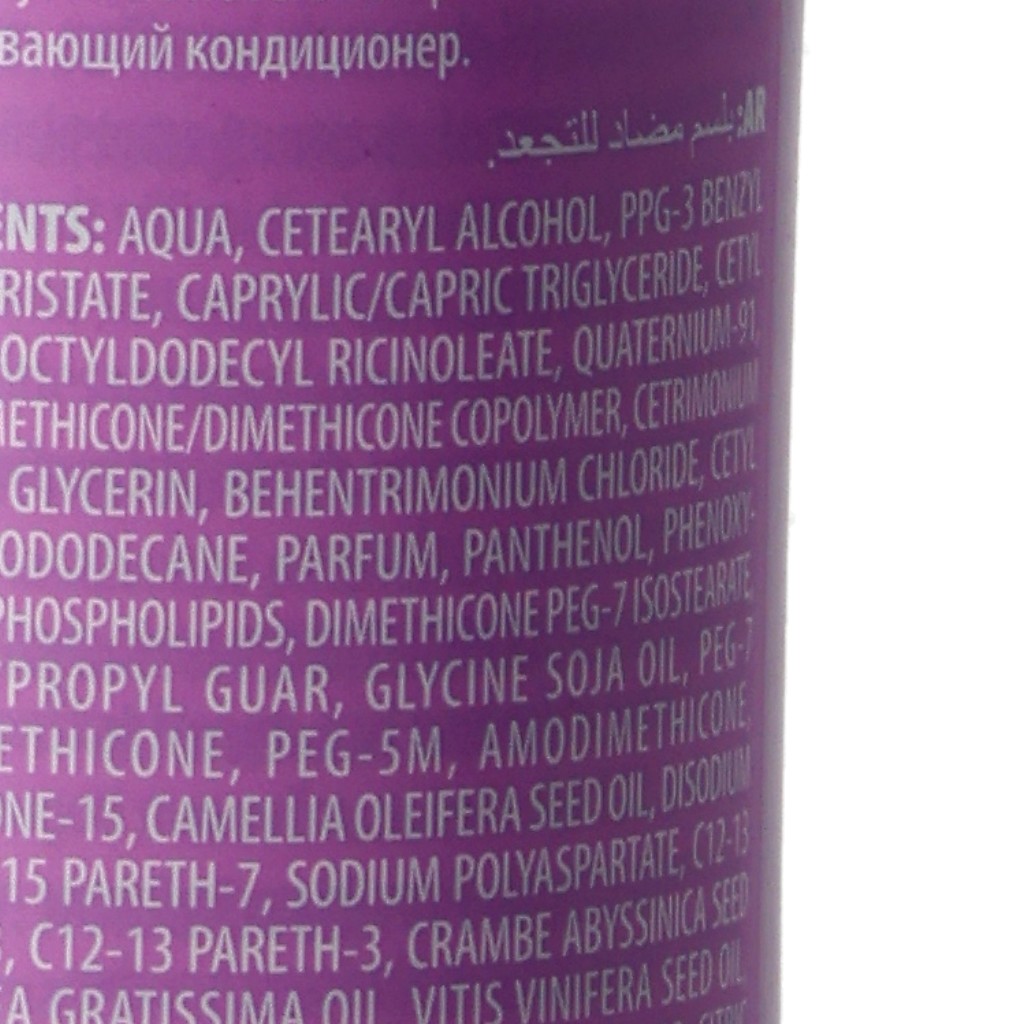 вающий кондиционер.
AR: بلسم مضاد للتجعد.
ENTS: AQUA, CETEARYL ALCOHOL, PPG-3 BENZYL
RISTATE, CAPRYLIC/CAPRIC TRIGLYCERIDE, CETYL
OCTYLDODECYL RICINOLEATE, QUATERNIUM-91,
METHICONE/DIMETHICONE COPOLYMER, CETRIMONIUM
GLYCERIN, BEHENTRIMONIUM CHLORIDE, CETYL
ODODECANE, PARFUM, PANTHENOL, PHENOXY-
PHOSPHOLIPIDS, DIMETHICONE PEG-7 ISOSTEARATE,
YPROPYL GUAR, GLYCINE SOJA OIL, PEG-7
ETHICONE, PEG-5M, AMODIMETHICONE,
ONE-15, CAMELLIA OLEIFERA SEED OIL, DISODIUM
15 PARETH-7, SODIUM POLYASPARTATE, C12-13
, C12-13 PARETH-3, CRAMBE ABYSSINICA SEED
EA GRATISSIMA OIL, VITIS VINIFERA SEED OIL,
CITRIC